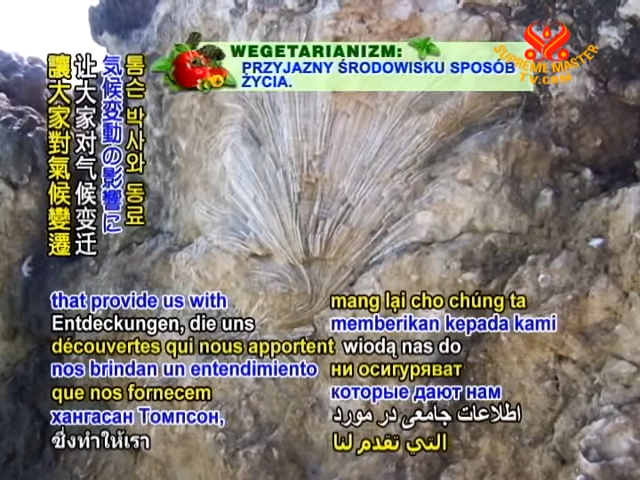 WEGETARIANIZM:
PRZYJAZNY ŚRODOWISKU SPOSÓB
ŻYCIA.
SUPREME MASTER
TV.COM
톰슨 박사와 동료
気候変動の影響に
让大家对气候变迁
讓大家對氣候變遷
that provide us with
Entdeckungen, die uns
découvertes qui nous apportent
nos brindan un entendimiento
que nos fornecem
хангасан Томпсон,
ซึ่งทำให้เรา
mang lại cho chúng ta
memberikan kepada kami
wiodą nas do
ни осигуряват
которые дают нам
اطلاعات جامعی در مورد
التي تقدم لنا